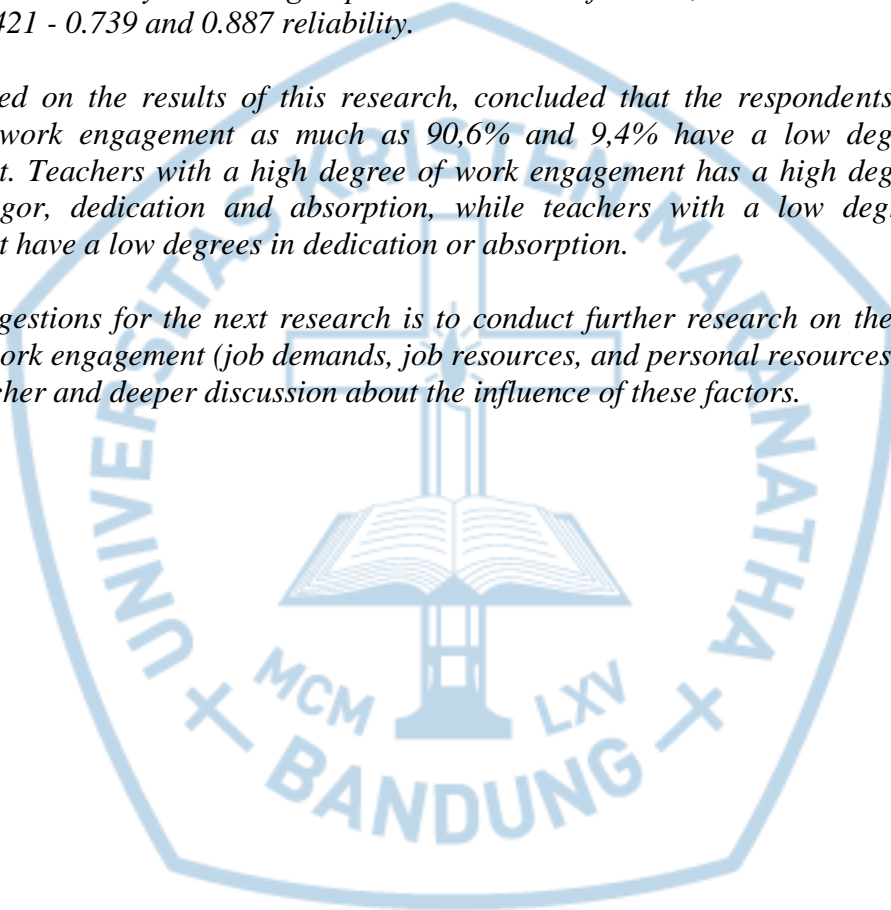 421 - 0.739 and 0.887 reliability.
ed on the results of this research, concluded that the respondents
work engagement as much as 90,6% and 9,4% have a low deg
t. Teachers with a high degree of work engagement has a high deg
gor, dedication and absorption, while teachers with a low deg
t have a low degrees in dedication or absorption.
gestions for the next research is to conduct further research on the
ork engagement (job demands, job resources, and personal resources
cher and deeper discussion about the influence of these factors.
UNIVERSITAS KRISTEN MARANATHA
MCM LXV
BANDUNG